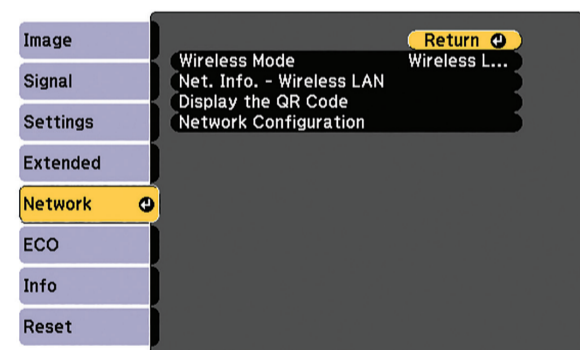 Image
Signal
Settings
Extended
Network
ECO
Info
Reset
Return
Wireless Mode Wireless L...
Net. Info. - Wireless LAN
Display the QR Code
Network Configuration